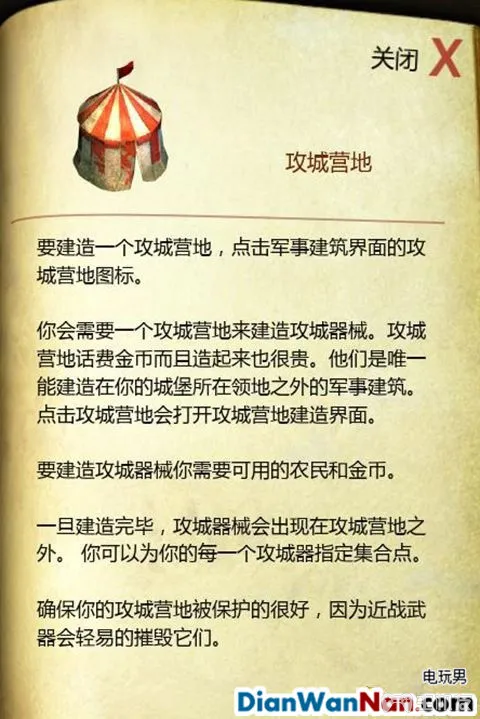 关闭 X
攻城营地
要建造一个攻城营地，点击军事建筑界面的攻
城营地图标。
你会需要一个攻城营地来建造攻城器械。攻城
营地话费金币而且造起来也很贵。他们是唯一
能建造在你的城堡所在领地之外的军事建筑。
点击攻城营地会打开攻城营地建造界面。
要建造攻城器械你需要可用的农民和金币。
一旦建造完毕，攻城器械会出现在攻城营地之
外。 你可以为你的每一个攻城器指定集合点。
确保你的攻城营地被保护的很好，因为近战武
器会轻易的摧毁它们。
电玩男
DianWanNan.com